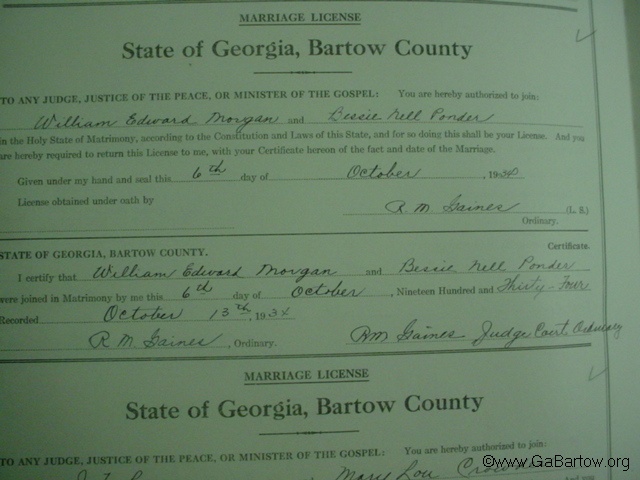 MARRIAGE LICENSE
State of Georgia, Bartow County
TO ANY JUDGE, JUSTICE OF THE PEACE, OR MINISTER OF THE GOSPEL: You are hereby authorized to join:
William Edward Morgan and Bessie Nell Ponder
in the Holy State of Matrimony, according to the Constitution and Laws of this State, and for so doing this shall be your License. And you
are hereby required to return this License to me, with your Certificate hereon of the fact and date of the Marriage.
Given under my hand and seal this 6th day of October, 1934
License obtained under oath by R. M. Gaines (L. S.)
Ordinary.
Certificate.
STATE OF GEORGIA, BARTOW COUNTY.
I certify that William Edward Morgan and Bessie Nell Ponder
were joined in Matrimony by me this 6th day of October, Nineteen Hundred and Thirty-Four
Recorded October 13th, 1934
R. M. Gaines, Ordinary. RM Gaines Judge Court Ordinary
MARRIAGE LICENSE
State of Georgia, Bartow County
TO ANY JUDGE, JUSTICE OF THE PEACE, OR MINISTER OF THE GOSPEL: You are hereby authorized to join:
Mary Lou
©www.GaBartow.org